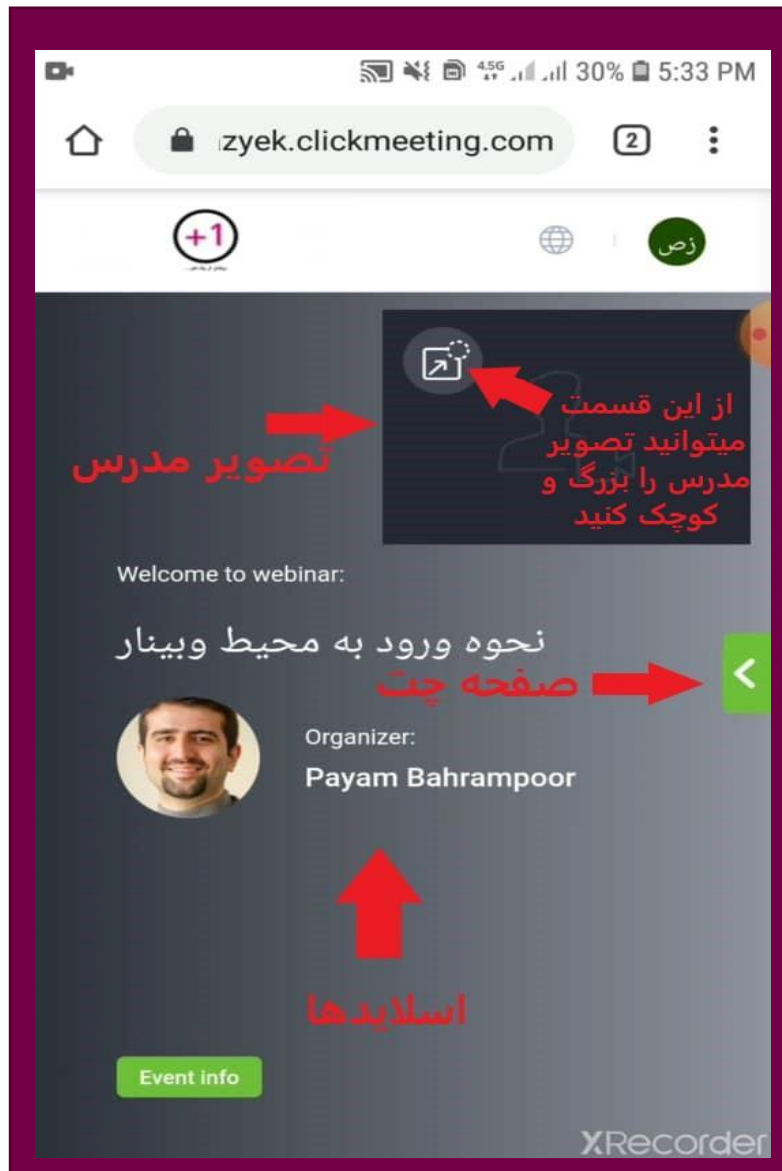 4.5G 30% 5:33 PM
zyek.clickmeeting.com 2
+1
زص
از این قسمت
میتوانید تصویر
مدرس را بزرگ و
کوچک کنید
تصویر مدرس
Welcome to webinar:
نحوه ورود به محیط وبینار
صفحه چت
Organizer:
Payam Bahrampoor
اسلایدها
Event info
XRecorder